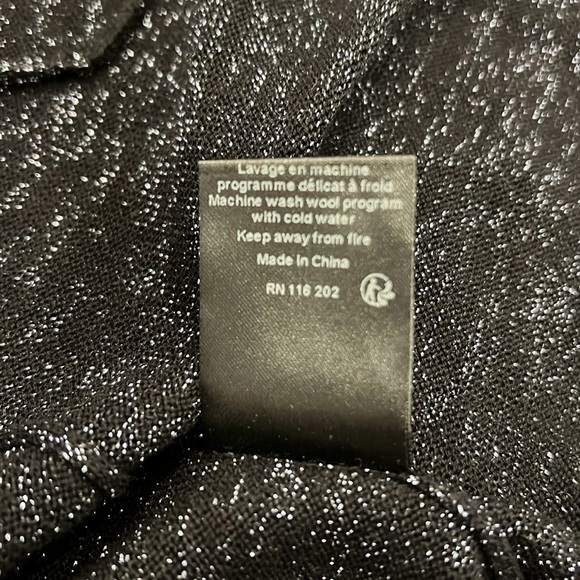 Lavage en machine
programme délicat à froid
Machine wash wool program
with cold water
Keep away from fire
Made in China
RN 116 202